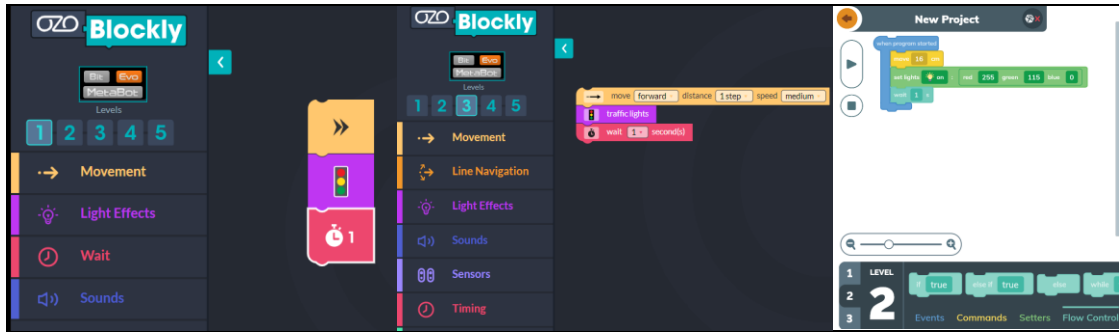 OZO Blockly
Bit Evo
MetaBot
Levels
1 2 3 4 5
Movement
Light Effects
Wait
Sounds
1
OZO Blockly
Bit Evo
MetaBot
Levels
1 2 3 4 5
Movement
Line Navigation
Light Effects
Sounds
Sensors
Timing
move forward distance 1 step speed medium
traffic lights
wait 1 second(s)
New Project
when program started
move 16 cm
set lights on red 255 green 115 blue 0
wait 1 s
1
2
3
LEVEL
2
if true else if true else while
Events Commands Setters Flow Control